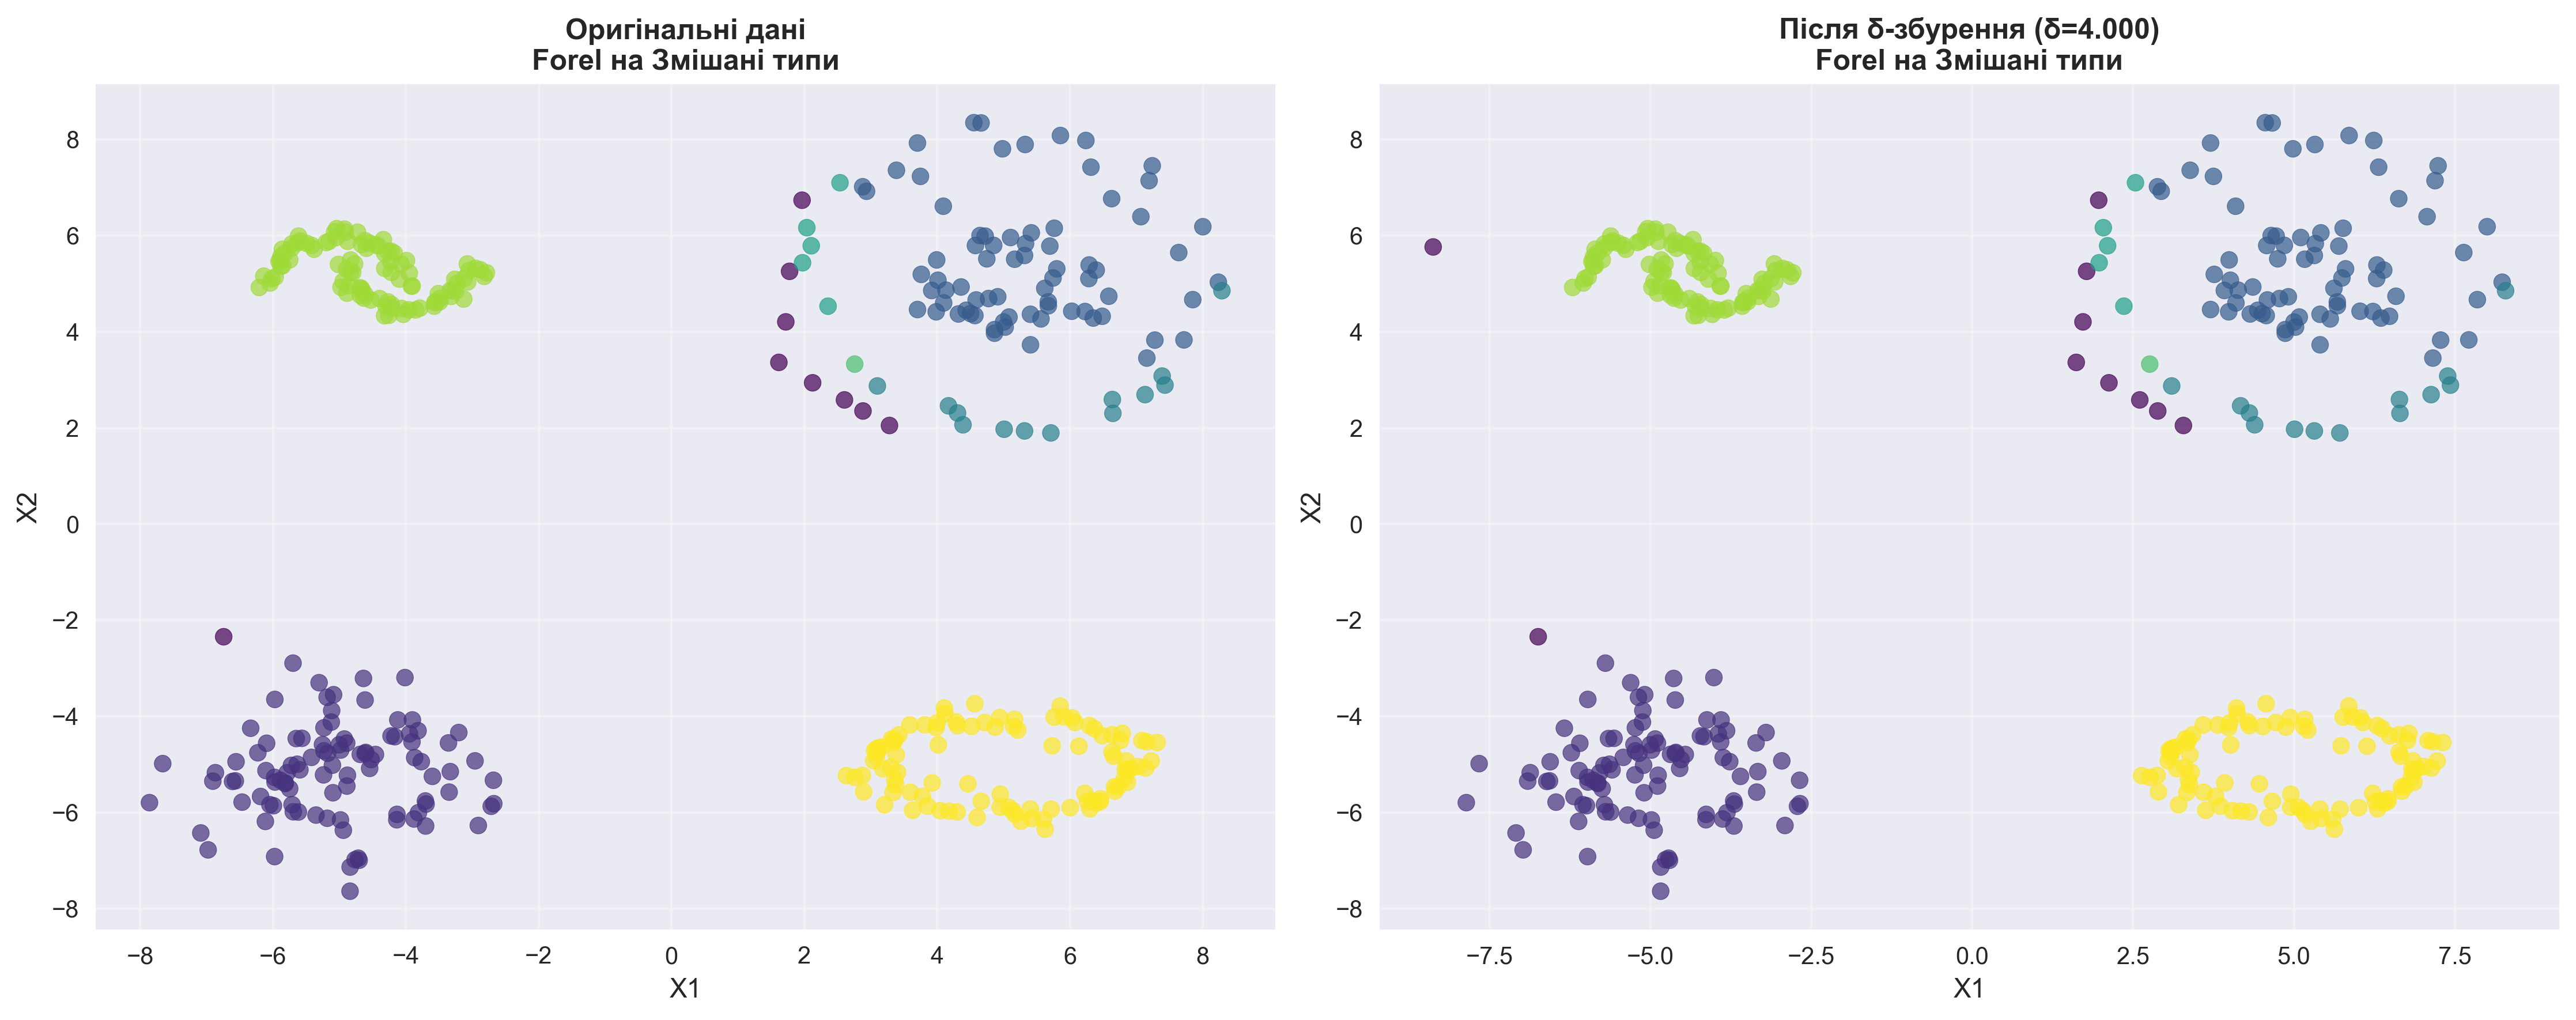 Оригінальні дані
Forel на Змішані типи
8
6
4
2
0
−2
−4
−6
−8
X2
−8 −6 −4 −2 0 2 4 6 8
X1
Після δ-збурення (δ=4.000)
Forel на Змішані типи
8
6
4
2
0
−2
−4
−6
−8
X2
−7.5 −5.0 −2.5 0.0 2.5 5.0 7.5
X1